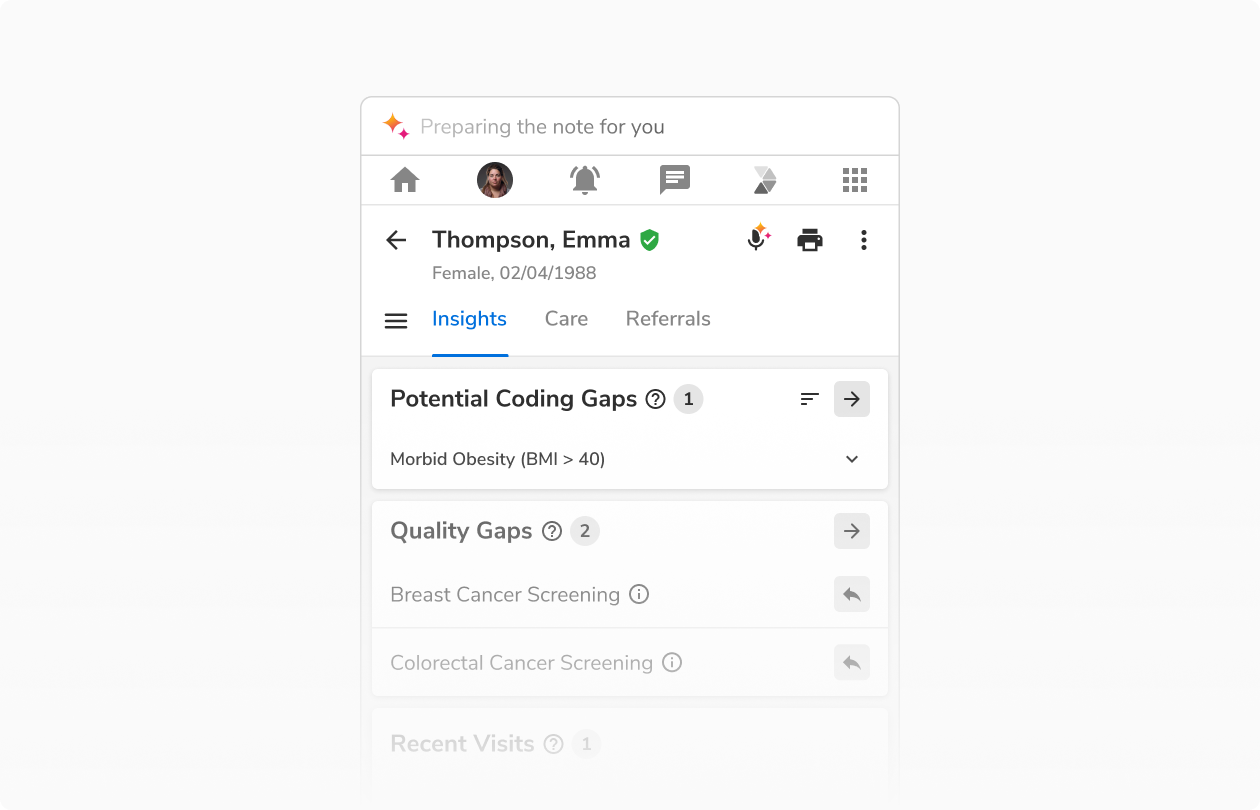 Preparing the note for you
Thompson, Emma
Female, 02/04/1988
Insights Care Referrals
Potential Coding Gaps ? 1
Morbid Obesity (BMI > 40)
Quality Gaps ? 2
Breast Cancer Screening i
Colorectal Cancer Screening i
Recent Visits ? 1